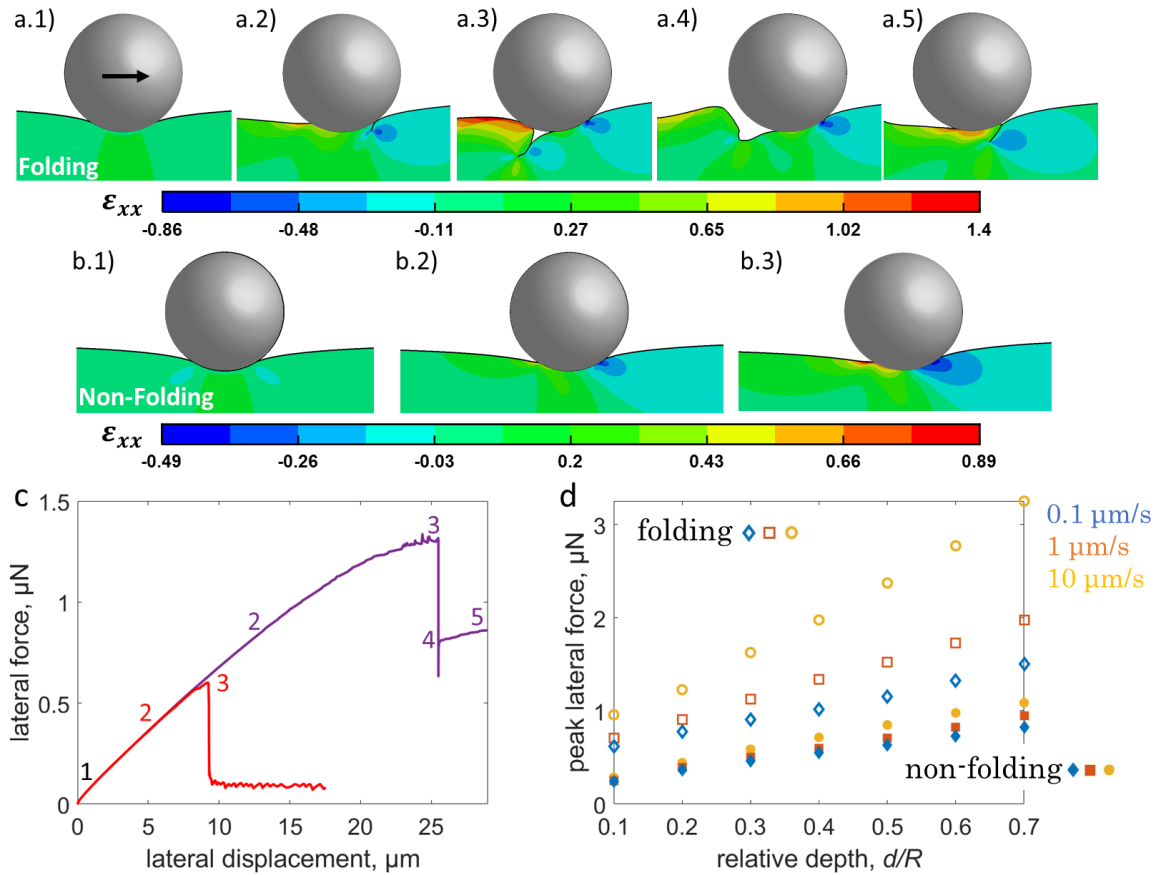 a.1)
a.2)
a.3)
a.4)
a.5)
Folding
εxx
-0.86 -0.48 -0.11 0.27 0.65 1.02 1.4
b.1)
b.2)
b.3)
Non-Folding
εxx
-0.49 -0.26 -0.03 0.2 0.43 0.66 0.89
c
lateral force, µN
1.5
1
0.5
0
1
2
3
2
3
4
5
0 5 10 15 20 25
lateral displacement, µm
d
peak lateral force, µN
3
2
1
0
folding
non-folding
0.1 µm/s
1 µm/s
10 µm/s
0.1 0.2 0.3 0.4 0.5 0.6 0.7
relative depth, d/R